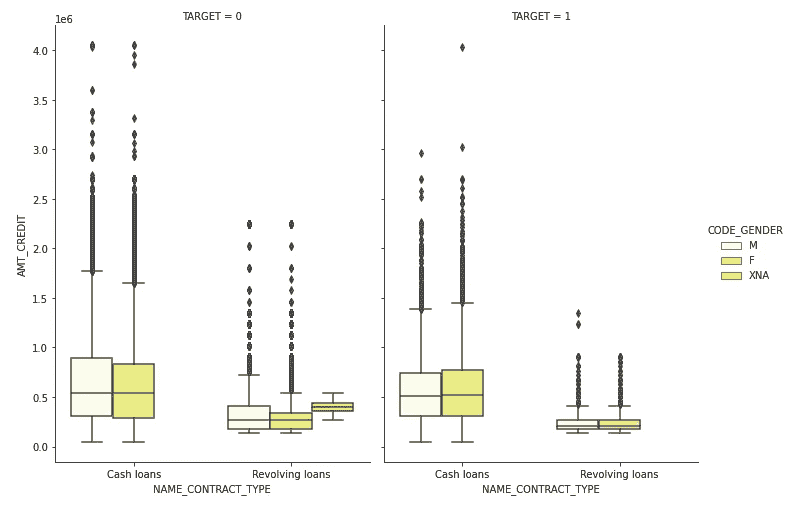 1e6
TARGET = 0
TARGET = 1
4.0
3.5
3.0
2.5
2.0
1.5
1.0
0.5
0.0
AMT_CREDIT
Cash loans
Revolving loans
NAME_CONTRACT_TYPE
Cash loans
Revolving loans
NAME_CONTRACT_TYPE
CODE_GENDER
M
F
XNA